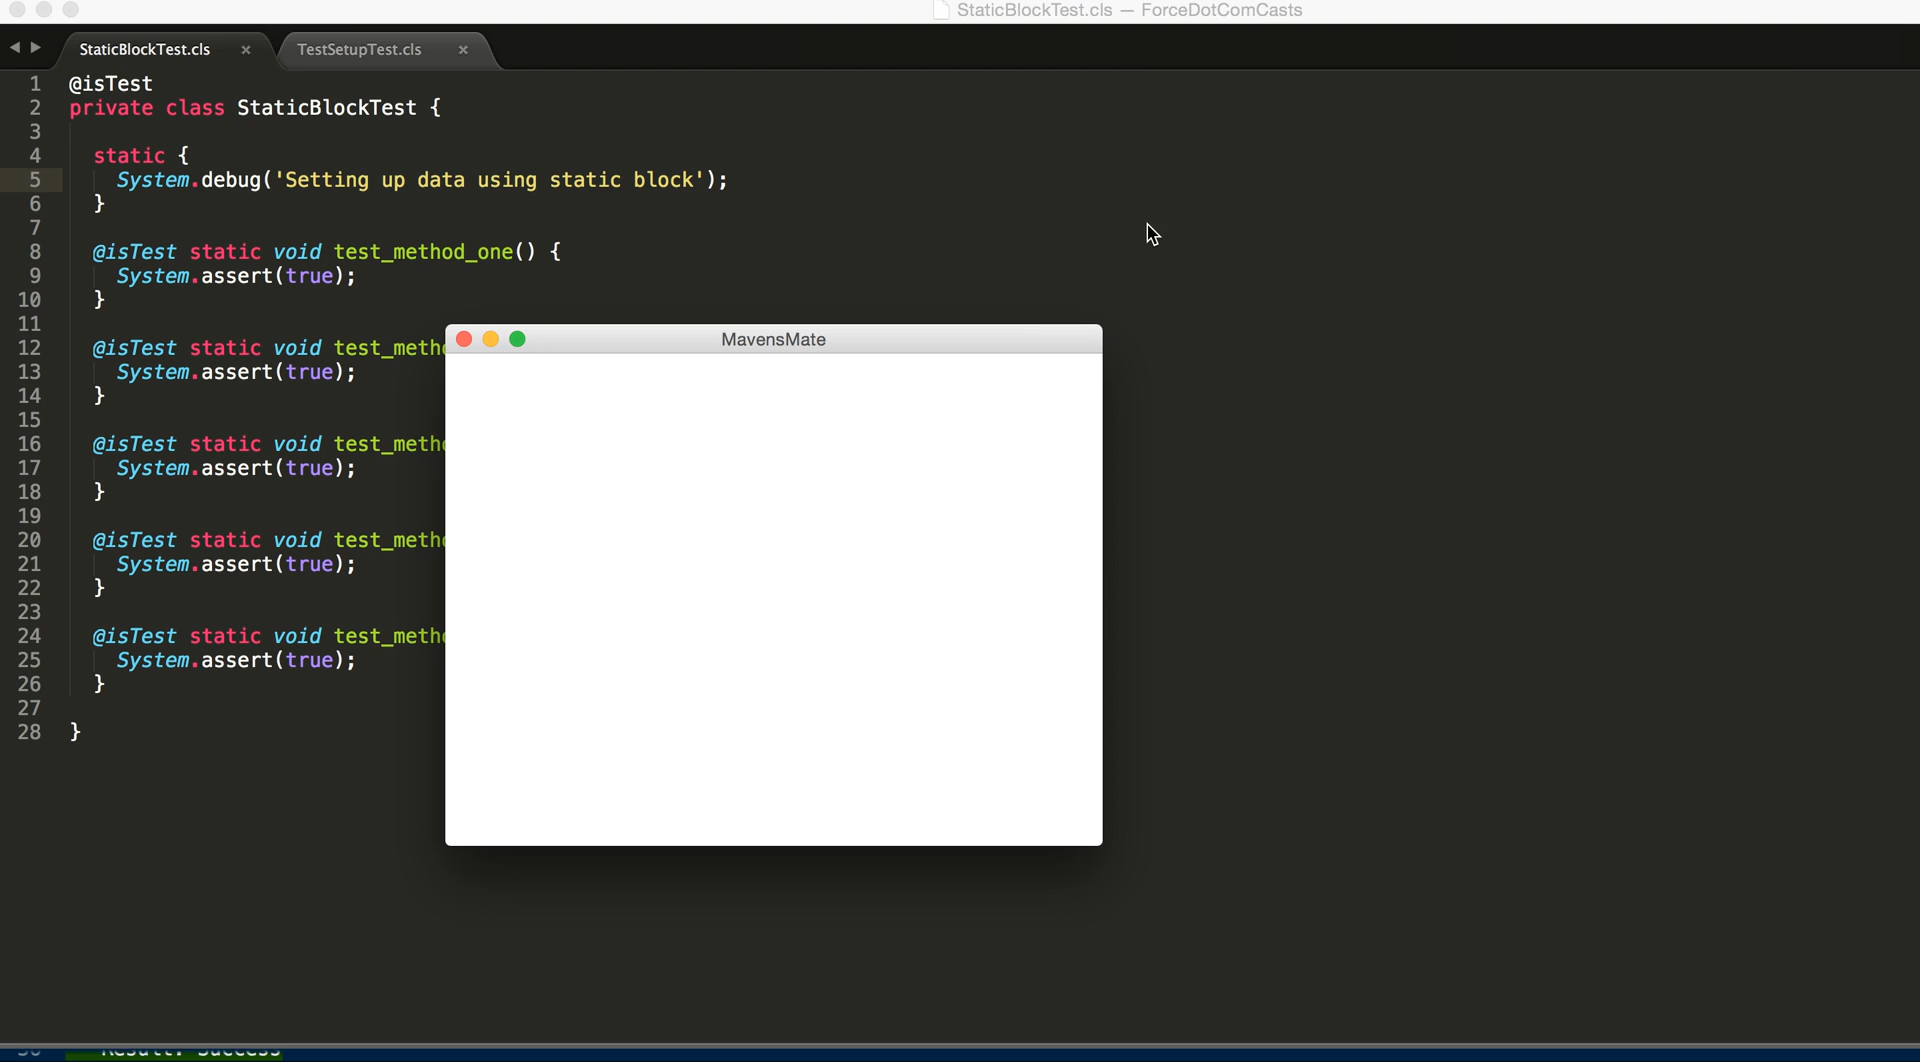 StaticBlockTest.cls — ForceDotComCasts
StaticBlockTest.cls × TestSetupTest.cls ×
1 @isTest
2 private class StaticBlockTest {
3
4 static {
5 System.debug('Setting up data using static block');
6 }
7
8 @isTest static void test_method_one() {
9 System.assert(true);
10 }
11
MavensMate
12 @isTest static void test_meth
13 System.assert(true);
14 }
15
16 @isTest static void test_meth
17 System.assert(true);
18 }
19
20 @isTest static void test_meth
21 System.assert(true);
22 }
23
24 @isTest static void test_meth
25 System.assert(true);
26 }
27
28 }
Result: Success